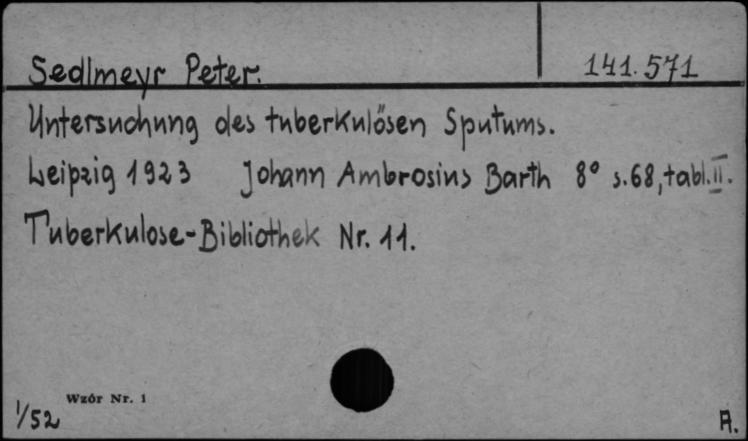 Sedlmeyr Peter. 141.571
Untersuchung des tuberkulösen Sputums.
Leipzig 1923 Johann Ambrosius Barth 8° s.68, tabl.II.
Tuberkulose-Bibliothek Nr. 11.
Wzór Nr. 1
1/52 A.